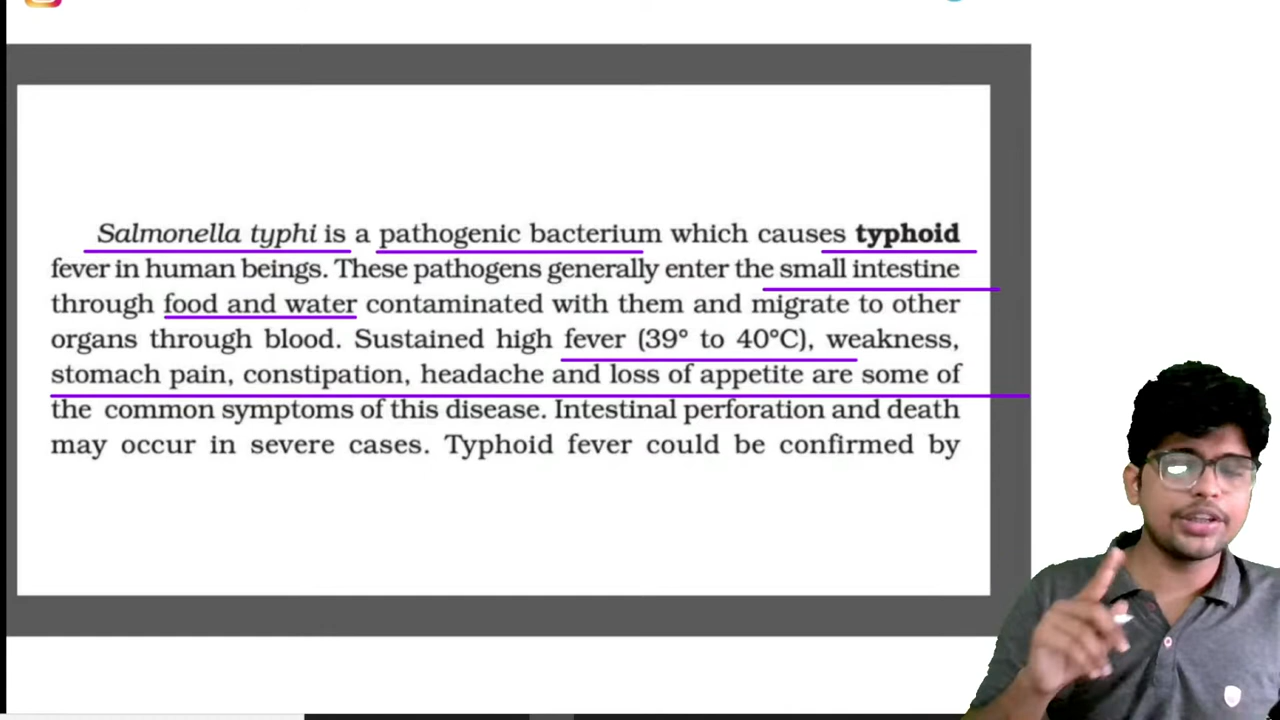 Salmonella typhi is a pathogenic bacterium which causes typhoid
fever in human beings. These pathogens generally enter the small intestine
through food and water contaminated with them and migrate to other
organs through blood. Sustained high fever (39° to 40°C), weakness,
stomach pain, constipation, headache and loss of appetite are some of
the common symptoms of this disease. Intestinal perforation and death
may occur in severe cases. Typhoid fever could be confirmed by